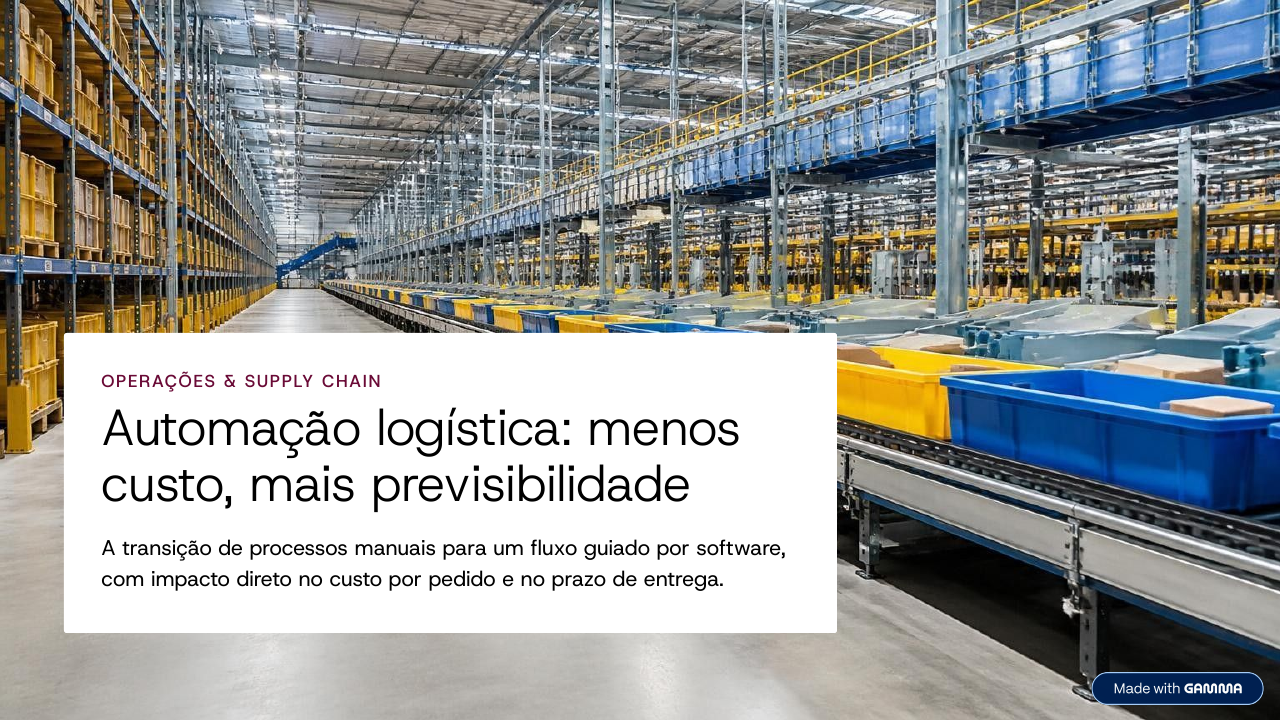 OPERAÇÕES & SUPPLY CHAIN
Automação logística: menos
custo, mais previsibilidade
A transição de processos manuais para um fluxo guiado por software,
com impacto direto no custo por pedido e no prazo de entrega.
Made with GAMMA